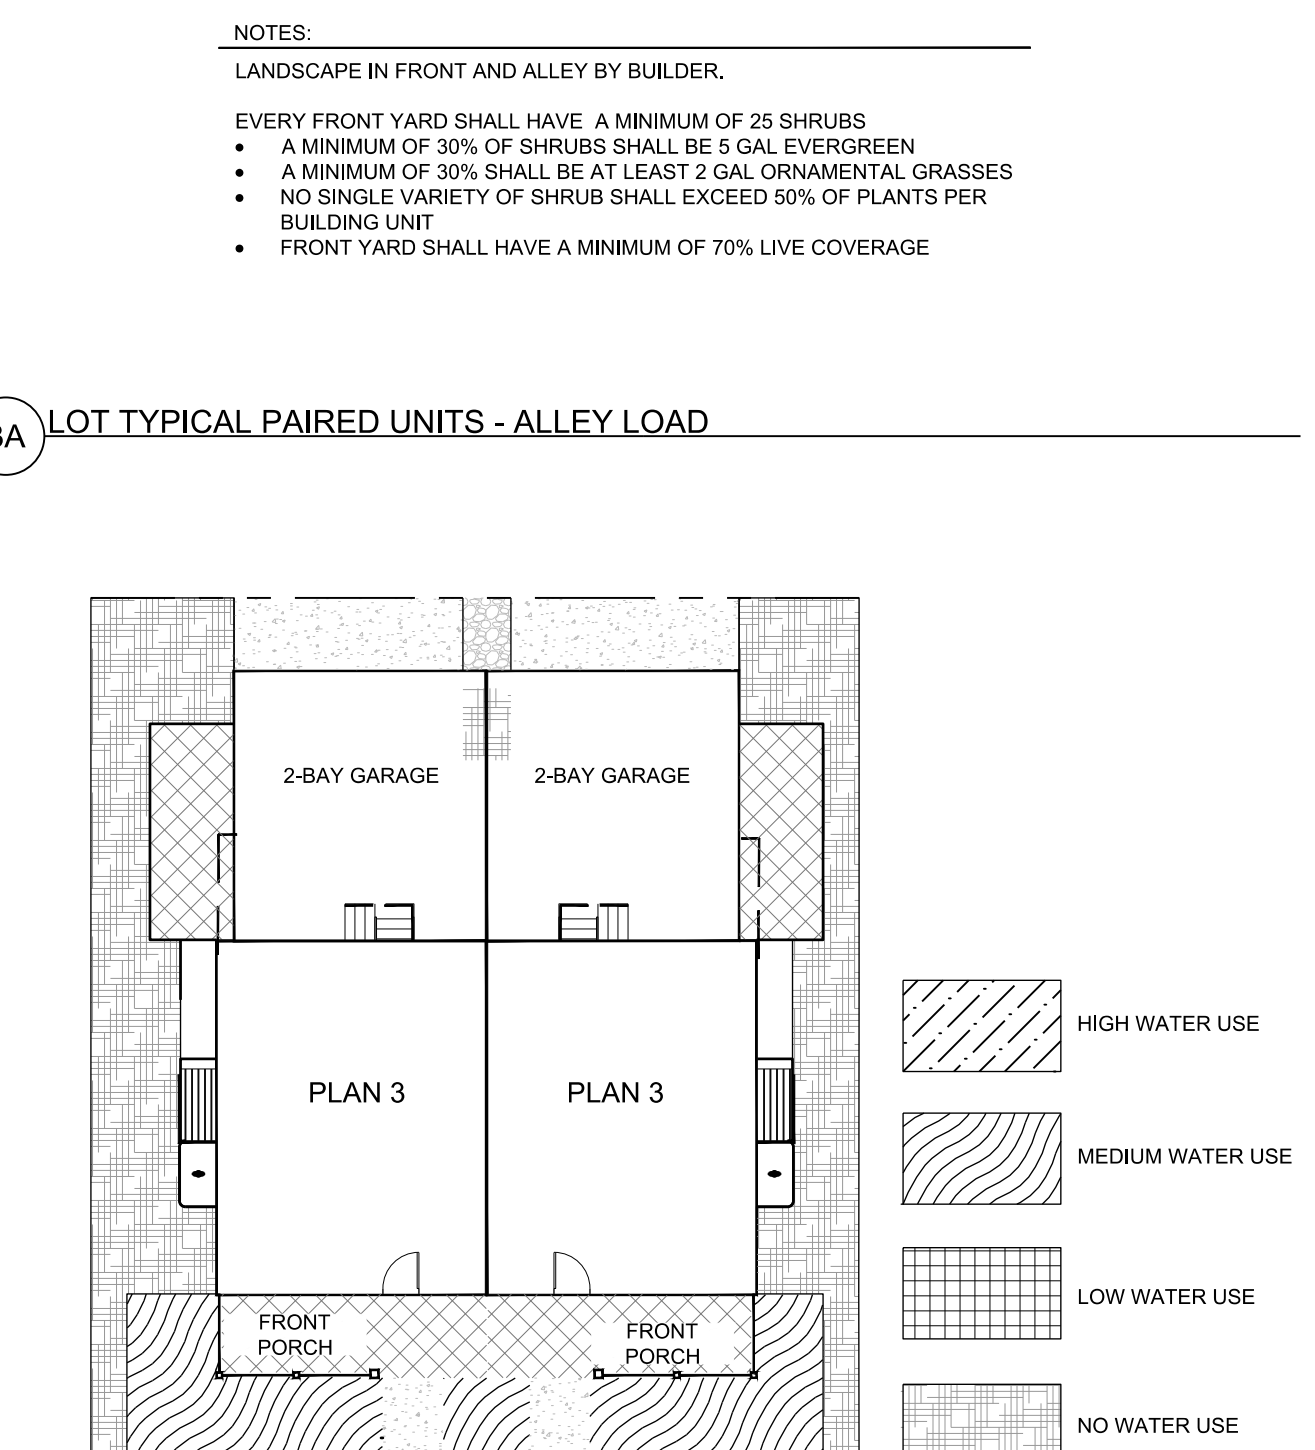 NOTES:
LANDSCAPE IN FRONT AND ALLEY BY BUILDER.
EVERY FRONT YARD SHALL HAVE A MINIMUM OF 25 SHRUBS
• A MINIMUM OF 30% OF SHRUBS SHALL BE 5 GAL EVERGREEN
• A MINIMUM OF 30% SHALL BE AT LEAST 2 GAL ORNAMENTAL GRASSES
• NO SINGLE VARIETY OF SHRUB SHALL EXCEED 50% OF PLANTS PER
BUILDING UNIT
• FRONT YARD SHALL HAVE A MINIMUM OF 70% LIVE COVERAGE
LOT TYPICAL PAIRED UNITS - ALLEY LOAD
2-BAY GARAGE
2-BAY GARAGE
PLAN 3
PLAN 3
FRONT
PORCH
FRONT
PORCH
HIGH WATER USE
MEDIUM WATER USE
LOW WATER USE
NO WATER USE